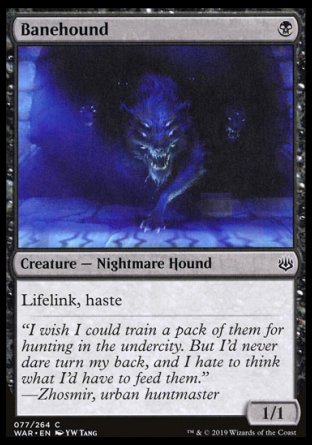 Banehound
Creature — Nightmare Hound
Lifelink, haste
“I wish I could train a pack of them for
hunting in the undercity. But I’d never
dare turn my back, and I hate to think
what I’d have to feed them.”
—Zhosmir, urban huntmaster
1/1
077/264 C
WAR • EN YW Tang
™ & © 2019 Wizards of the Coast